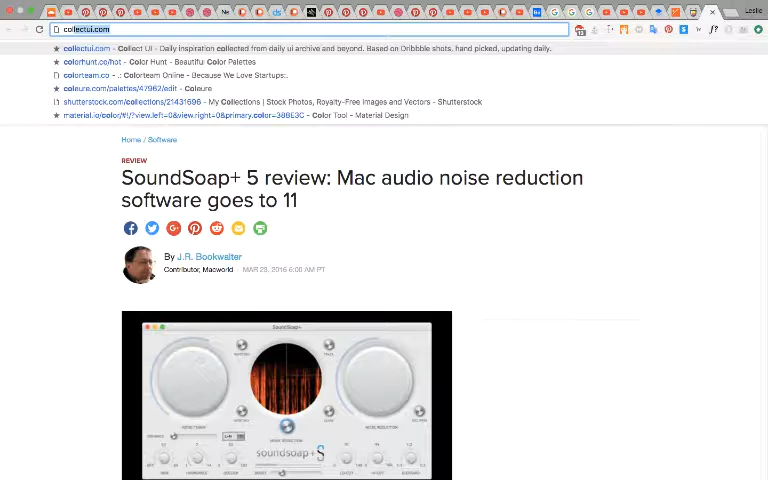 Leslie
collectui.com
collectui.com - Collect UI - Daily inspiration collected from daily ui archive and beyond. Based on Dribbble shots, hand picked, updating daily.
colorhunt.co/hot - Color Hunt - Beautiful Color Palettes
colorteam.co - .: Colorteam Online - Because We Love Startups:.
coleure.com/palettes/47962/edit - Coleure
shutterstock.com/collections/21431696 - My Collections | Stock Photos, Royalty-Free Images and Vectors - Shutterstock
material.io/color/#!/?view.left=0&view.right=0&primary.color=388E3C - Color Tool - Material Design
Home / Software
REVIEW
SoundSoap+ 5 review: Mac audio noise reduction
software goes to 11
By J.R. Bookwalter
Contributor, Macworld
MAR 23, 2016 6:00 AM PT
SoundSoap+
NOISE REDUCTION
soundsoap+5